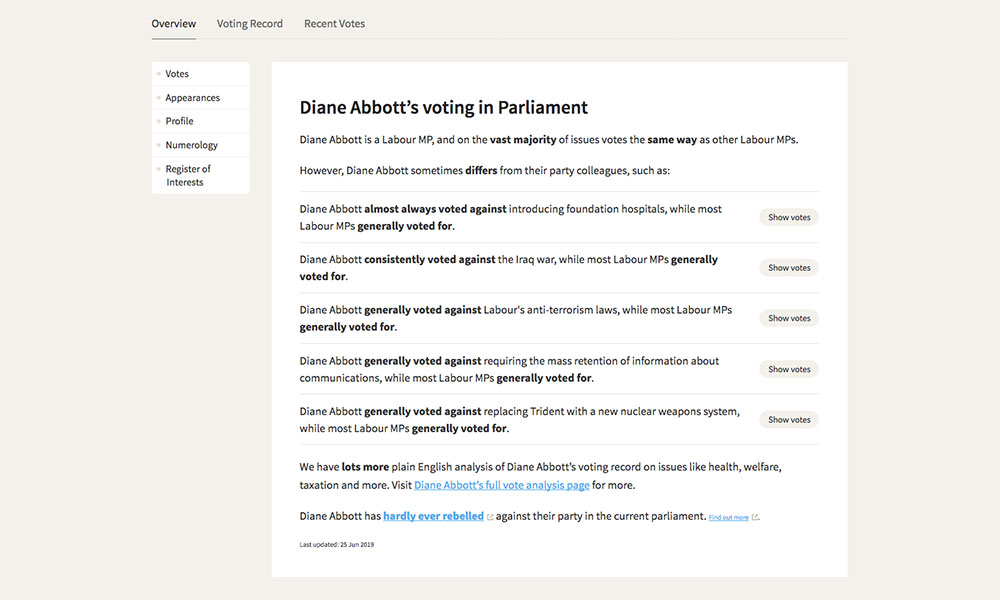 Overview Voting Record Recent Votes
Votes
Appearances
Profile
Numerology
Register of
Interests
Diane Abbott’s voting in Parliament
Diane Abbott is a Labour MP, and on the vast majority of issues votes the same way as other Labour MPs.
However, Diane Abbott sometimes differs from their party colleagues, such as:
Diane Abbott almost always voted against introducing foundation hospitals, while most
Labour MPs generally voted for.
Show votes
Diane Abbott consistently voted against the Iraq war, while most Labour MPs generally
voted for.
Show votes
Diane Abbott generally voted against Labour's anti-terrorism laws, while most Labour MPs
generally voted for.
Show votes
Diane Abbott generally voted against requiring the mass retention of information about
communications, while most Labour MPs generally voted for.
Show votes
Diane Abbott generally voted against replacing Trident with a new nuclear weapons system,
while most Labour MPs generally voted for.
Show votes
We have lots more plain English analysis of Diane Abbott’s voting record on issues like health, welfare,
taxation and more. Visit Diane Abbott’s full vote analysis page for more.
Diane Abbott has hardly ever rebelled against their party in the current parliament. Find out more.
Last updated: 25 Jun 2019